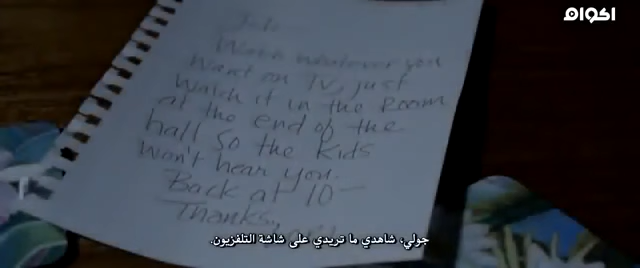 اكوام
Watch whatever you
want on TV, just
watch it in the room
at the end of the
hall so the kids
won't hear you.
Back at 10
Thanks,
جولي، شاهدي ما تريدي على شاشة التلفزيون.